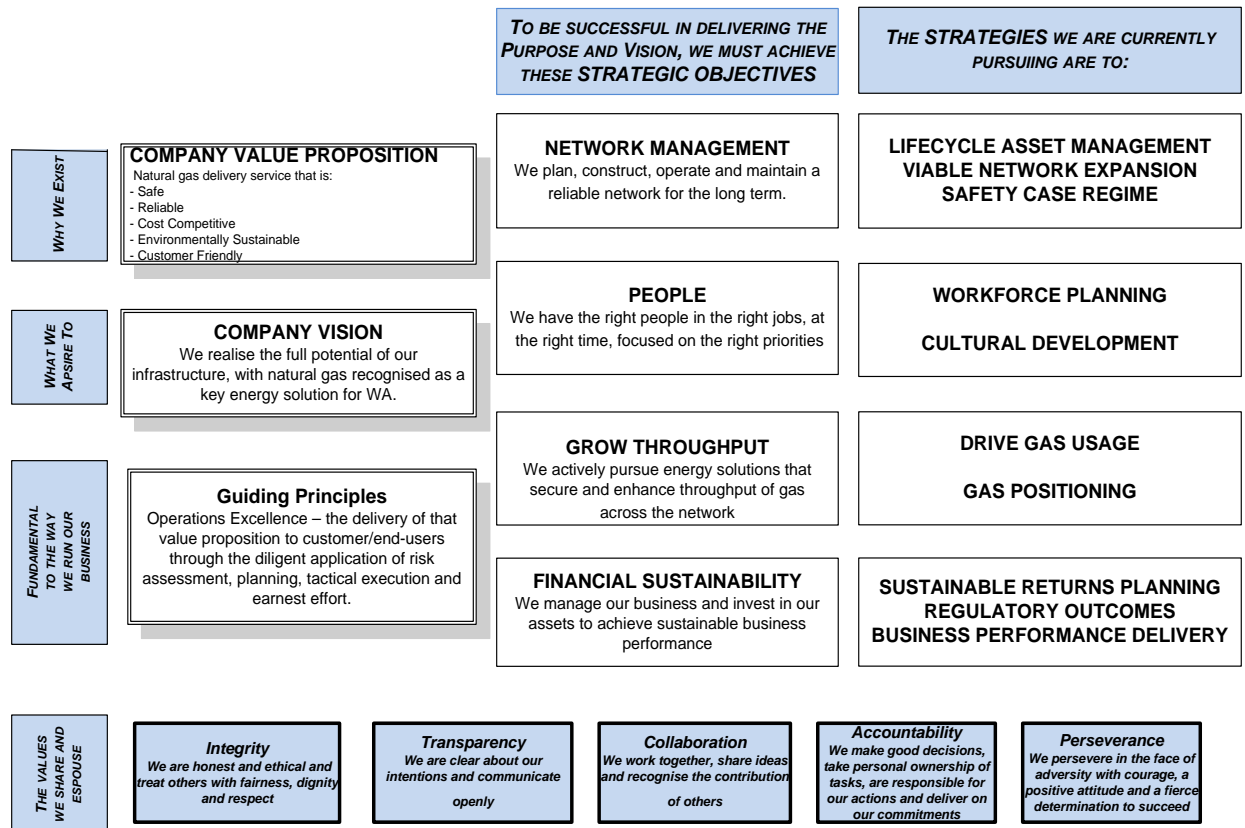 TO BE SUCCESSFUL IN DELIVERING THE
PURPOSE AND VISION, WE MUST ACHIEVE
THESE STRATEGIC OBJECTIVES
THE STRATEGIES WE ARE CURRENTLY
PURSUIING ARE TO:
WHY WE EXIST
COMPANY VALUE PROPOSITION
Natural gas delivery service that is:
- Safe
- Reliable
- Cost Competitive
- Environmentally Sustainable
- Customer Friendly
NETWORK MANAGEMENT
We plan, construct, operate and maintain a
reliable network for the long term.
LIFECYCLE ASSET MANAGEMENT
VIABLE NETWORK EXPANSION
SAFETY CASE REGIME
WHAT WE
APSIRE TO
COMPANY VISION
We realise the full potential of our
infrastructure, with natural gas recognised as a
key energy solution for WA.
PEOPLE
We have the right people in the right jobs, at
the right time, focused on the right priorities
WORKFORCE PLANNING
CULTURAL DEVELOPMENT
FUNDAMENTAL
TO THE WAY
WE RUN OUR
BUSINESS
Guiding Principles
Operations Excellence – the delivery of that
value proposition to customer/end-users
through the diligent application of risk
assessment, planning, tactical execution and
earnest effort.
GROW THROUGHPUT
We actively pursue energy solutions that
secure and enhance throughput of gas
across the network
DRIVE GAS USAGE
GAS POSITIONING
FINANCIAL SUSTAINABILITY
We manage our business and invest in our
assets to achieve sustainable business
performance
SUSTAINABLE RETURNS PLANNING
REGULATORY OUTCOMES
BUSINESS PERFORMANCE DELIVERY
THE VALUES
WE SHARE AND
ESPOUSE
Integrity
We are honest and ethical and
treat others with fairness, dignity
and respect
Transparency
We are clear about our
intentions and communicate
openly
Collaboration
We work together, share ideas
and recognise the contribution
of others
Accountability
We make good decisions,
take personal ownership of
tasks, are responsible for
our actions and deliver on
our commitments
Perseverance
We persevere in the face of
adversity with courage, a
positive attitude and a fierce
determination to succeed